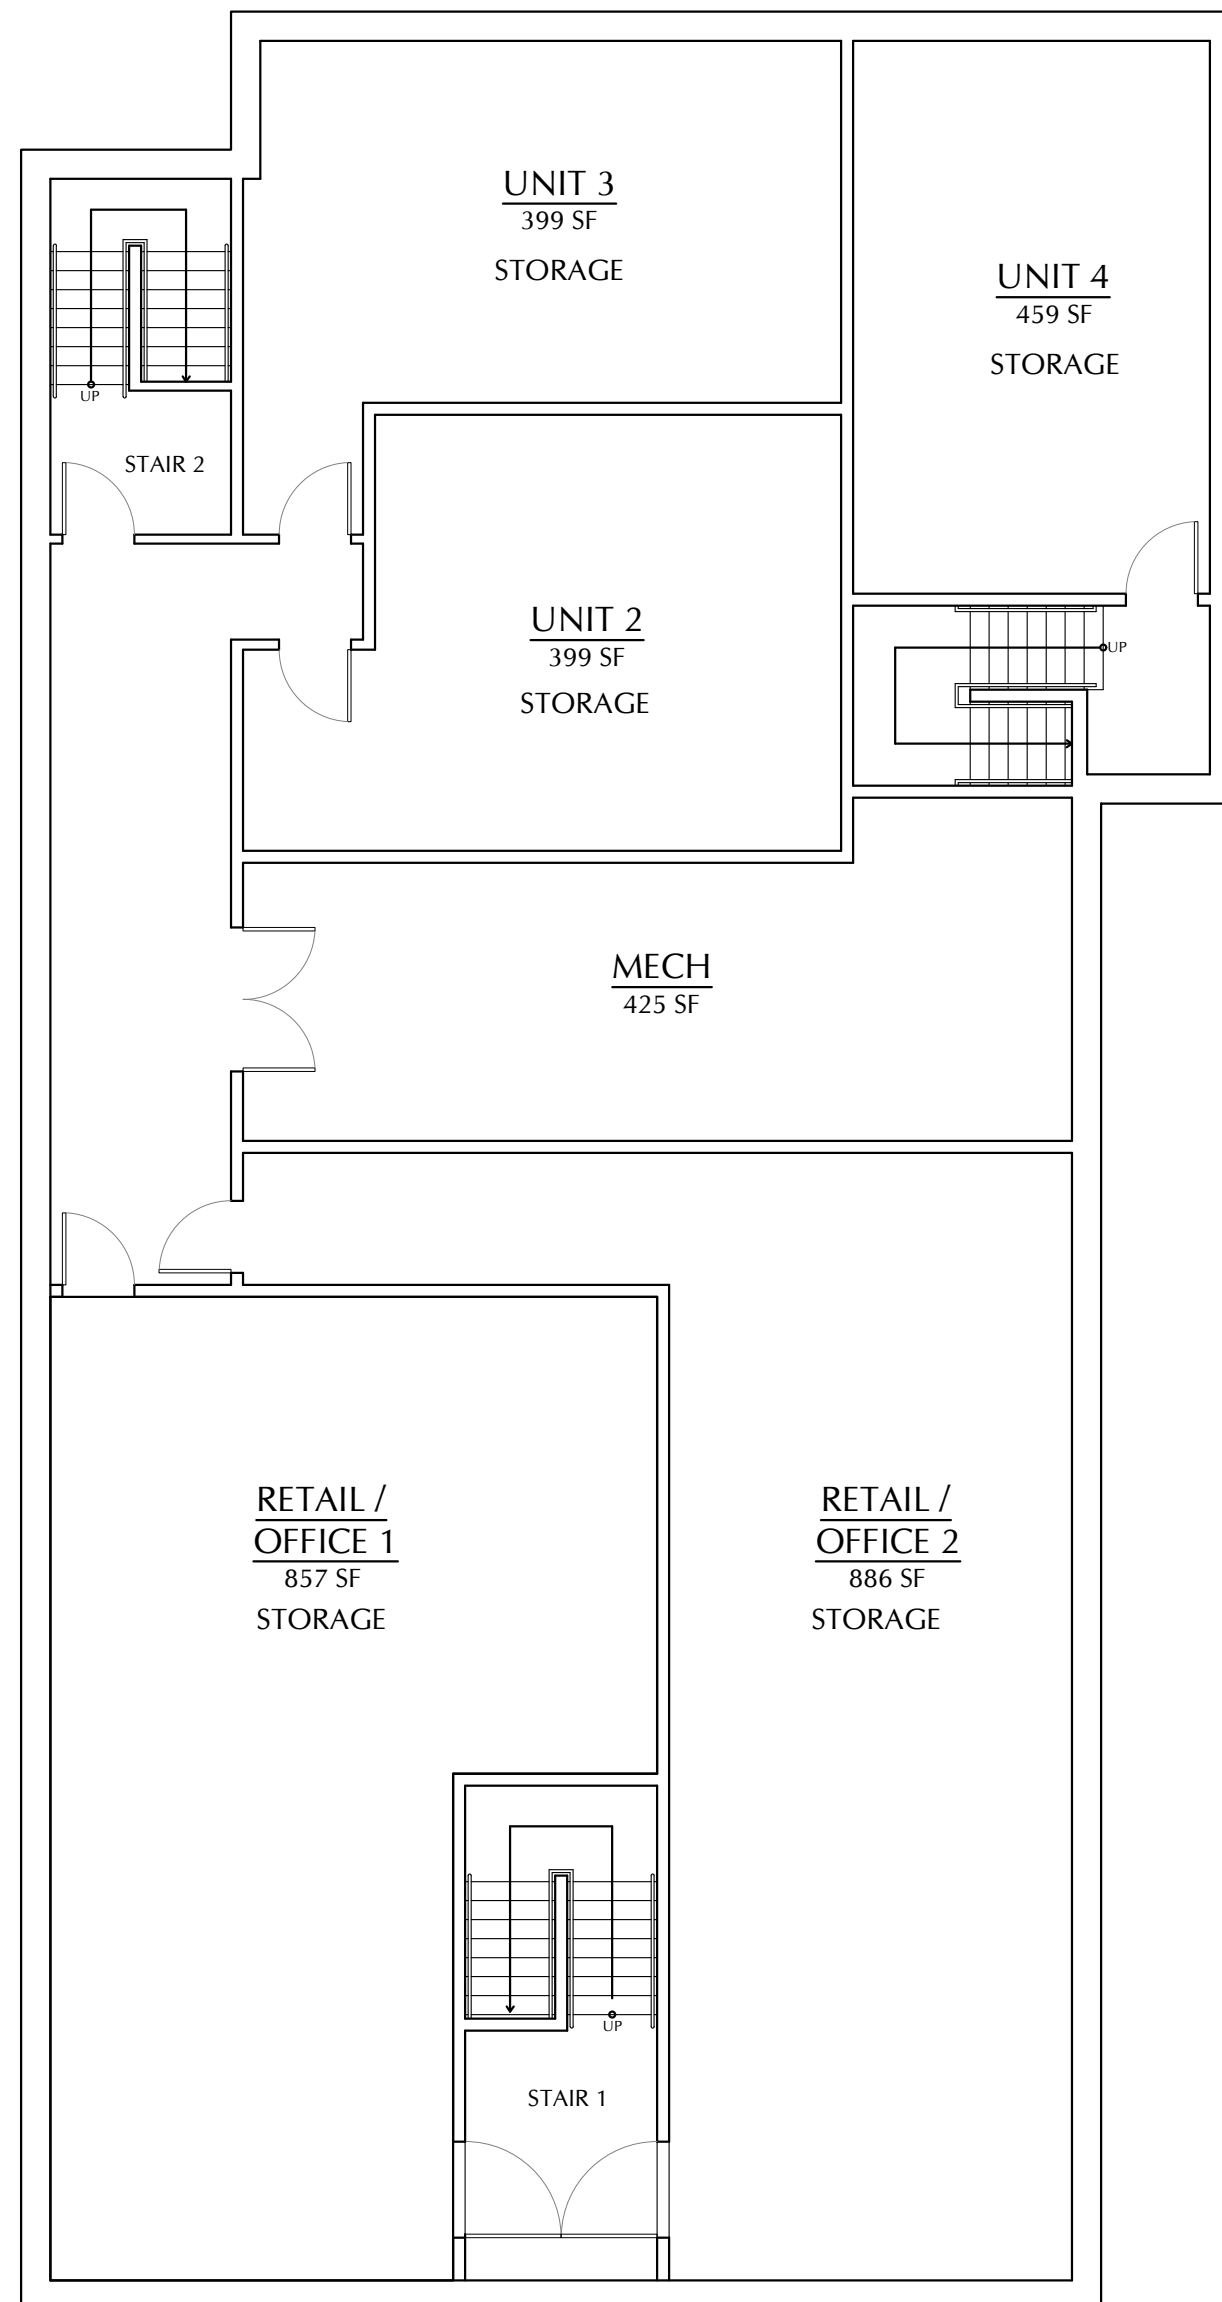 UNIT 3
399 SF
STORAGE
UNIT 4
459 SF
STORAGE
UP
STAIR 2
UNIT 2
399 SF
STORAGE
UP
MECH
425 SF
RETAIL /
OFFICE 1
857 SF
STORAGE
RETAIL /
OFFICE 2
886 SF
STORAGE
UP
STAIR 1